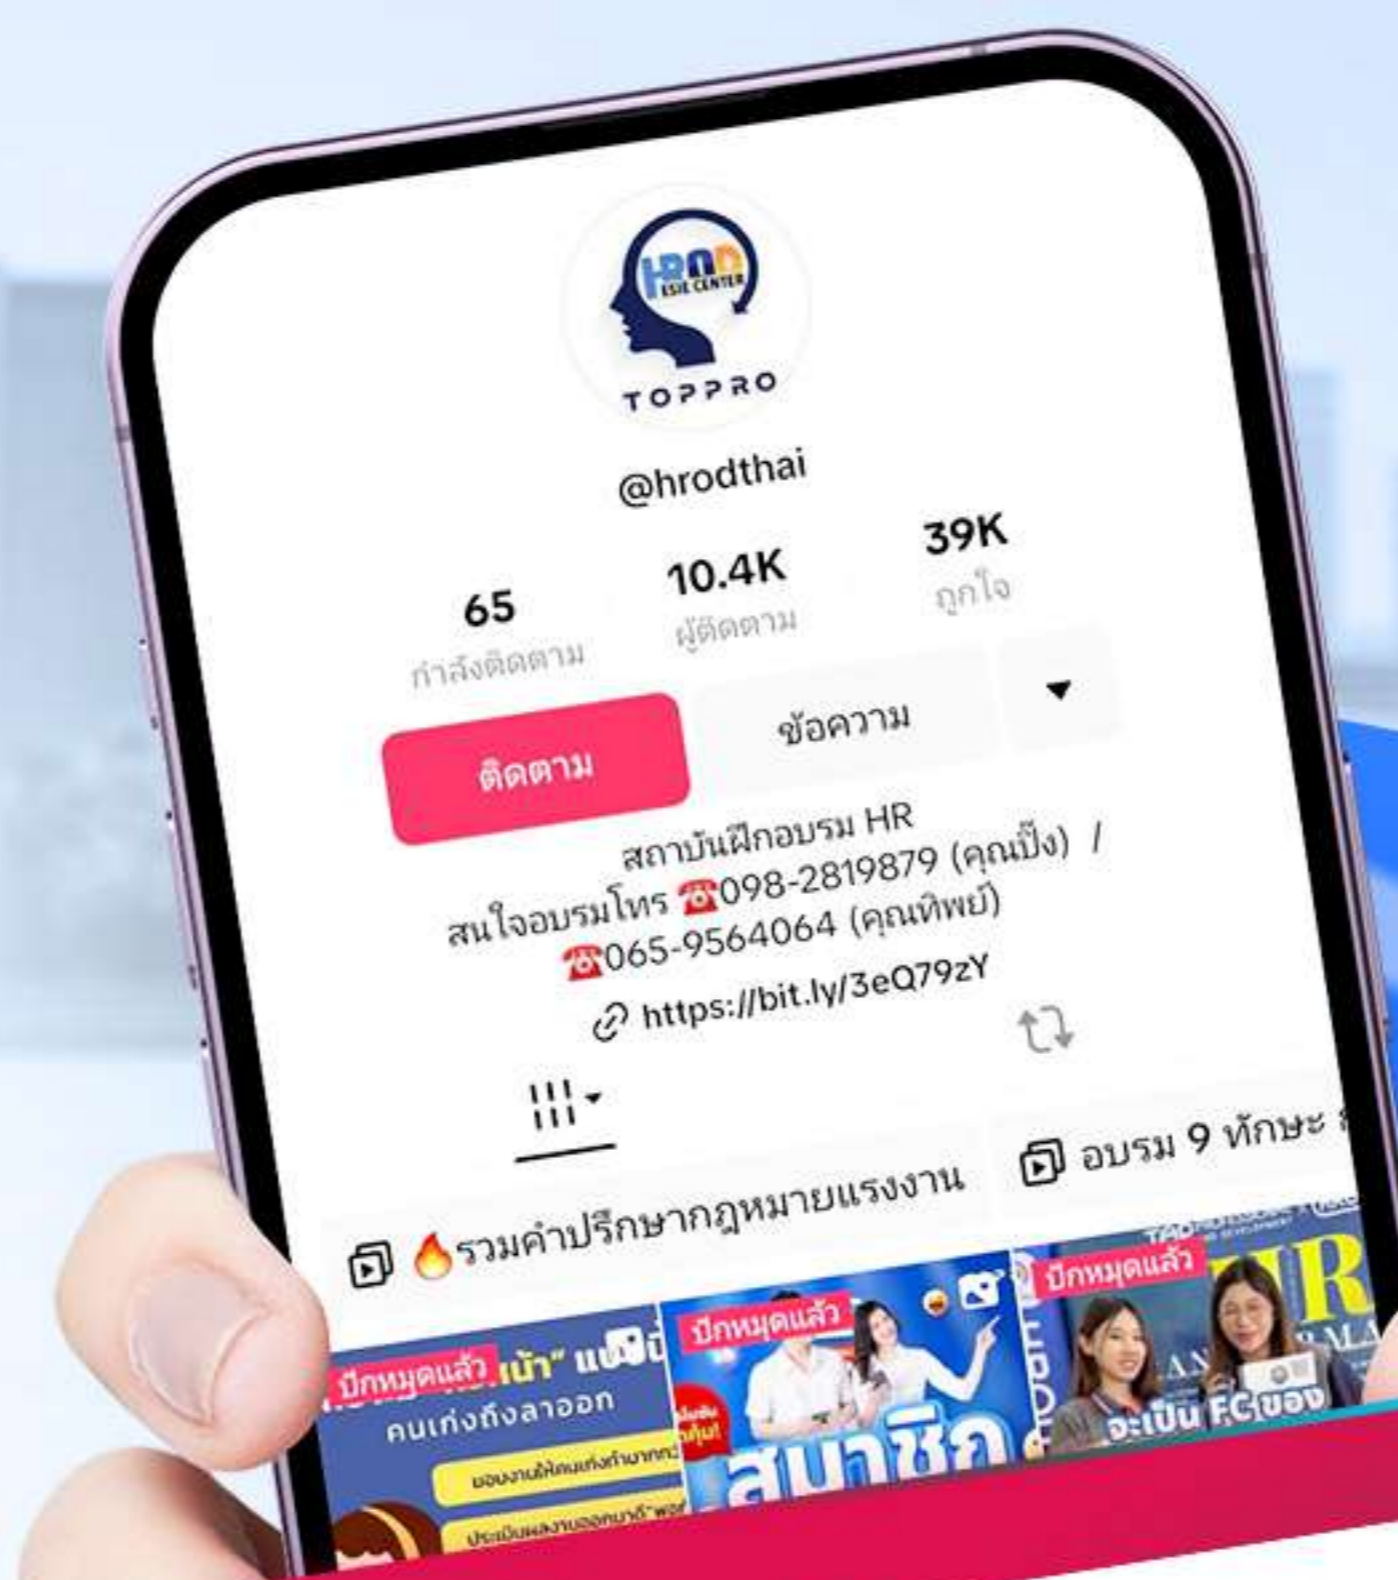 HROD
ESIE CENTER
TOPPRO
@hrodthai
65
10.4K
39K
กำลังติดตาม
ผู้ติดตาม
ถูกใจ
ติดตาม
ข้อความ
สถาบันฝึกอบรม HR
สนใจอบรมโทร ☎️098-2819879 (คุณปิ๊ง) /
☎️065-9564064 (คุณทิพย์)
https://bit.ly/3eQ79zY
🔥รวมคำปรึกษากฎหมายแรงงาน
อบรม 9 ทักษะ
ปักหมุดแล้ว
ปักหมุดแล้ว
ปักหมุดแล้ว
คนเก่งถึงลาออก
สมาชิก
จะเป็น FC ของ